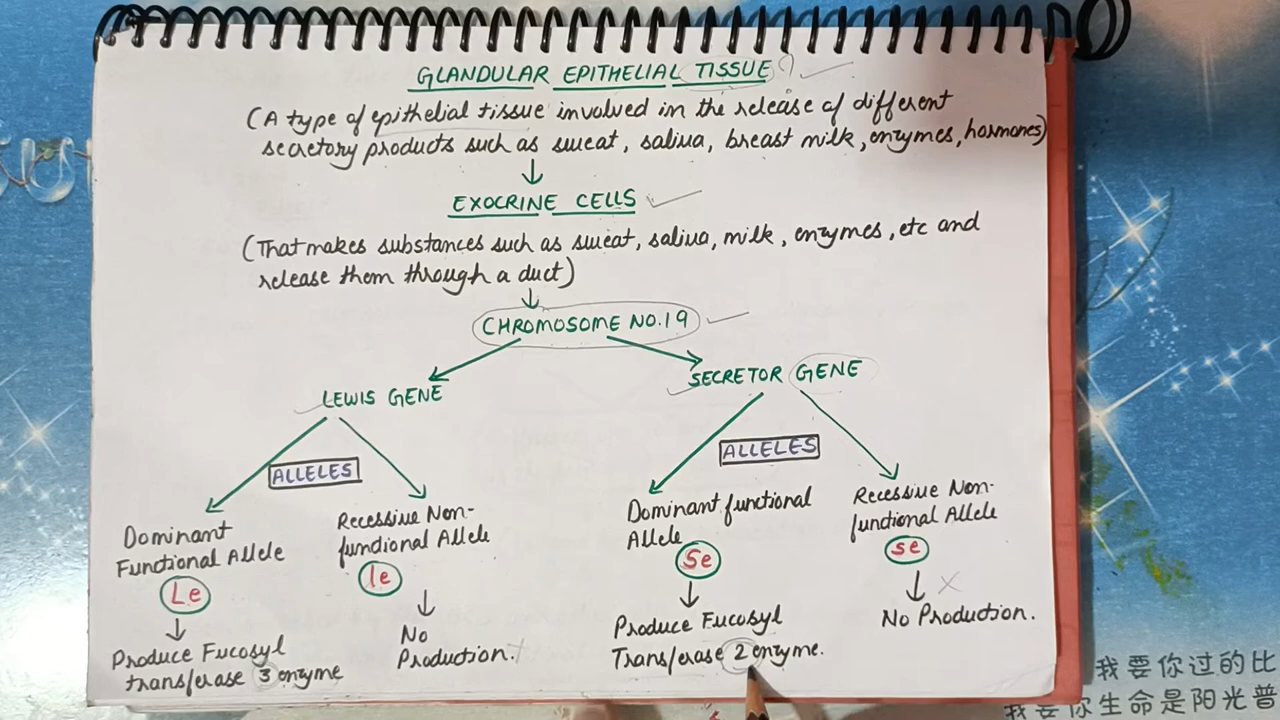 GLANDULAR EPITHELIAL TISSUE
(A type of epithelial tissue involved in the release of different
secretory products such as sweat, saliva, breast milk, enzymes, hormones)
EXOCRINE CELLS
(That makes substances such as sweat, saliva, milk, enzymes, etc and
release them through a duct)
CHROMOSOME NO.19
LEWIS GENE
SECRETOR GENE
ALLELES
ALLELES
Dominant
Functional Allele
Le
Produce Fucosyl
transferase 3 enzyme
Recessive Non-
functional Allele
le
No
Production.
Dominant functional
Allele
Se
Produce Fucosyl
Transferase 2 enzyme.
Recessive Non-
functional Allele
se
No Production.
我要你过的比
我要你生命是阳光普